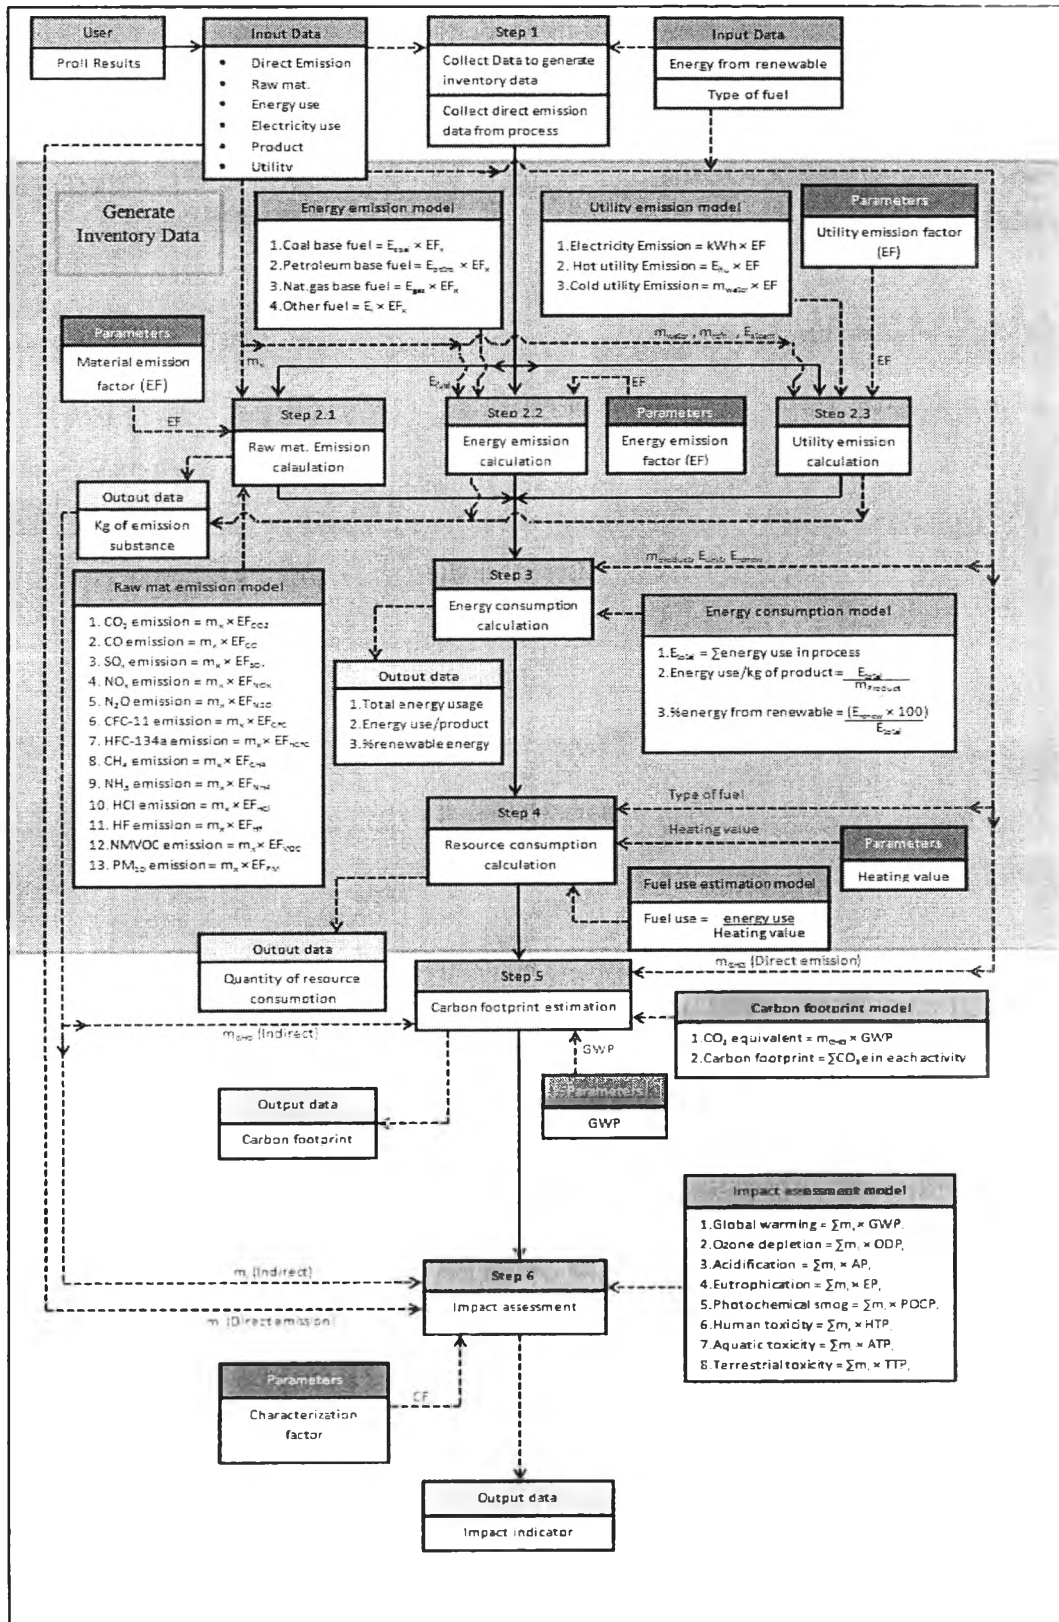 User
ProII Results
Input Data
• Direct Emission
• Raw mat.
• Energy use
• Electricity use
• Product
• Utility
Step 1
Collect Data to generate
inventory data
Collect direct emission
data from process
Input Data
Energy from renewable
Type of fuel
Generate
Inventory Data
Energy emission model
1.Coal base fuel = E_coal × EF_x
2.Petroleum base fuel = E_petro × EF_x
3.Nat.gas base fuel = E_gas × EF_x
4.Other fuel = E_x × EF_x
Utility emission model
1.Electricity Emission = kWh × EF
2. Hot utility Emission = E_hu × EF
3.Cold utility Emission = m_water × EF
Parameters
Utility emission factor
(EF)
Parameters
Material emission
factor (EF)
m_x
m_water , m_refri , E_steam
E_fuel
EF
EF
EF
Step 2.1
Raw mat. Emission
calaulation
Step 2.2
Energy emission
calculation
Parameters
Energy emission
factor (EF)
Step 2.3
Utility emission
calculation
Output data
Kg of emission
substance
Raw mat emission model
1. CO₂ emission = m_x × EF_CO2
2. CO emission = m_x × EF_CO
3. SO_x emission = m_x × EF_SOx
4. NO_x emission = m_x × EF_NOx
5. N₂O emission = m_x × EF_N2O
6. CFC-11 emission = m_x × EF_CFC
7. HFC-134a emission = m_x × EF_HCFC
8. CH₄ emission = m_x × EF_CH4
9. NH₃ emission = m_x × EF_NH4
10. HCl emission = m_x × EF_HCl
11. HF emission = m_x × EF_HF
12.NMVOC emission = m_x × EF_VOC
13. PM₁₀ emission = m_x × EF_PM
m_product, E_renew
Step 3
Energy consumption
calculation
Energy consumption model
1.E_total = ∑energy use in process
2.Energy use/kg of product = E_total
m_Product
3.%energy from renewable = (E_renew × 100)
E_total
Output data
1.Total energy usage
2.Energy use/product
3.%renewable energy
Type of fuel
Step 4
Resource consumption
calculation
Heating value
Parameters
Heating value
Fuel use estimation model
Fuel use = energy use
Heating value
Output data
Quantity of resource
consumption
m_GHG (Direct emission)
Step 5
Carbon footprint estimation
m_GHG (Indirect)
Carbon footprint model
1.CO₂ equivalent = m_GHG × GWP
2.Carbon footprint = ∑CO₂e in each activity
GWP
Parameters
GWP
Output data
Carbon footprint
Impact assessment model
1.Global warming = ∑m_i × GWP_i
2.Ozone depletion = ∑m_i × ODP_i
3.Acidification = ∑m_i × AP_i
4.Eutrophication = ∑m_i × EP_i
5.Photochemical smog = ∑m_i × POCP_i
6.Human toxicity = ∑m_i × HTP_i
7.Aquatic toxicity = ∑m_i × ATP_i
8.Terrestrial toxicity = ∑m_i × TTP_i
m_i (Indirect)
Step 6
Impact assessment
m_i (Direct emission)
Parameters
Characterization
factor
CF
Output data
Impact indicator